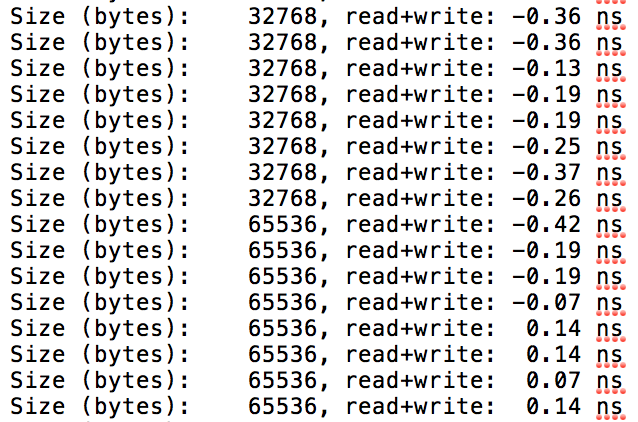 Size (bytes):    32768, read+write: -0.36 ns
Size (bytes):    32768, read+write: -0.36 ns
Size (bytes):    32768, read+write: -0.13 ns
Size (bytes):    32768, read+write: -0.19 ns
Size (bytes):    32768, read+write: -0.19 ns
Size (bytes):    32768, read+write: -0.25 ns
Size (bytes):    32768, read+write: -0.37 ns
Size (bytes):    32768, read+write: -0.26 ns
Size (bytes):    65536, read+write: -0.42 ns
Size (bytes):    65536, read+write: -0.19 ns
Size (bytes):    65536, read+write: -0.19 ns
Size (bytes):    65536, read+write: -0.07 ns
Size (bytes):    65536, read+write:  0.14 ns
Size (bytes):    65536, read+write:  0.14 ns
Size (bytes):    65536, read+write:  0.07 ns
Size (bytes):    65536, read+write:  0.14 ns